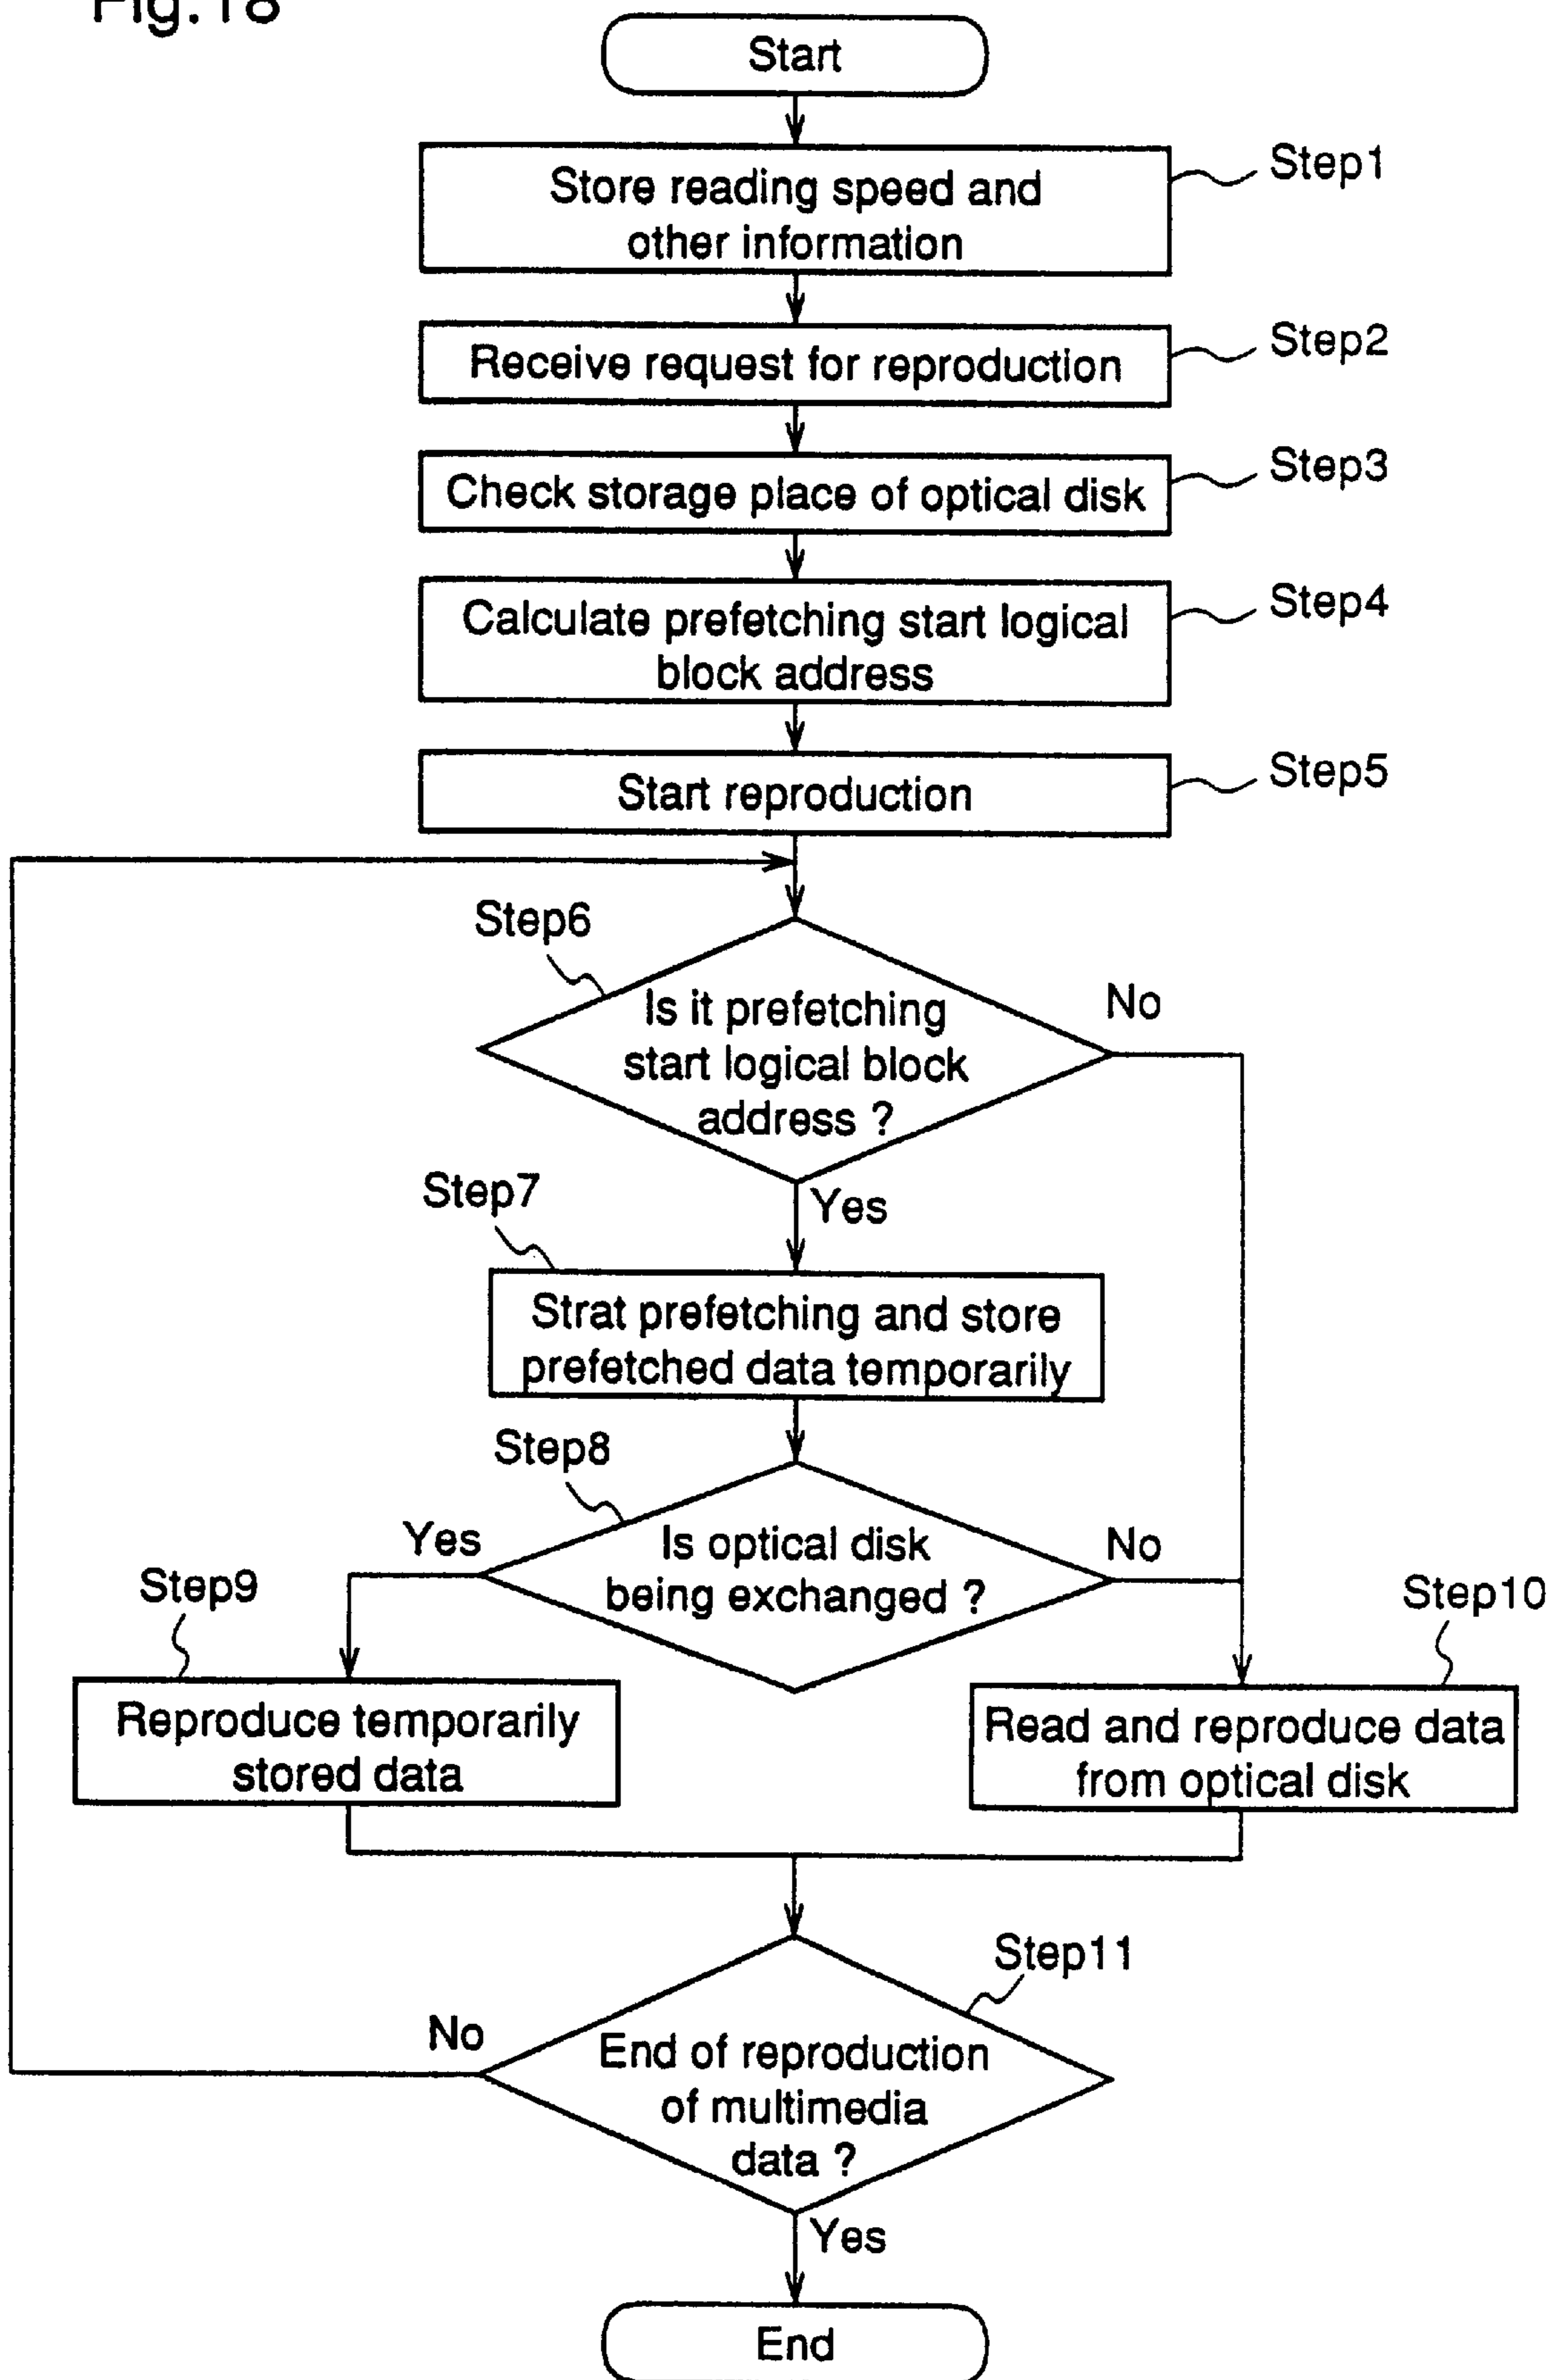 Fig.18
Start
Store reading speed and
other information
Step1
Receive request for reproduction
Step2
Check storage place of optical disk
Step3
Calculate prefetching start logical
block address
Step4
Start reproduction
Step5
Step6
Is it prefetching
start logical block
address ?
No
Yes
Step7
Strat prefetching and store
prefetched data temporarily
Step8
Is optical disk
being exchanged ?
Yes
No
Step9
Reproduce temporarily
stored data
Step10
Read and reproduce data
from optical disk
Step11
End of reproduction
of multimedia
data ?
No
Yes
End